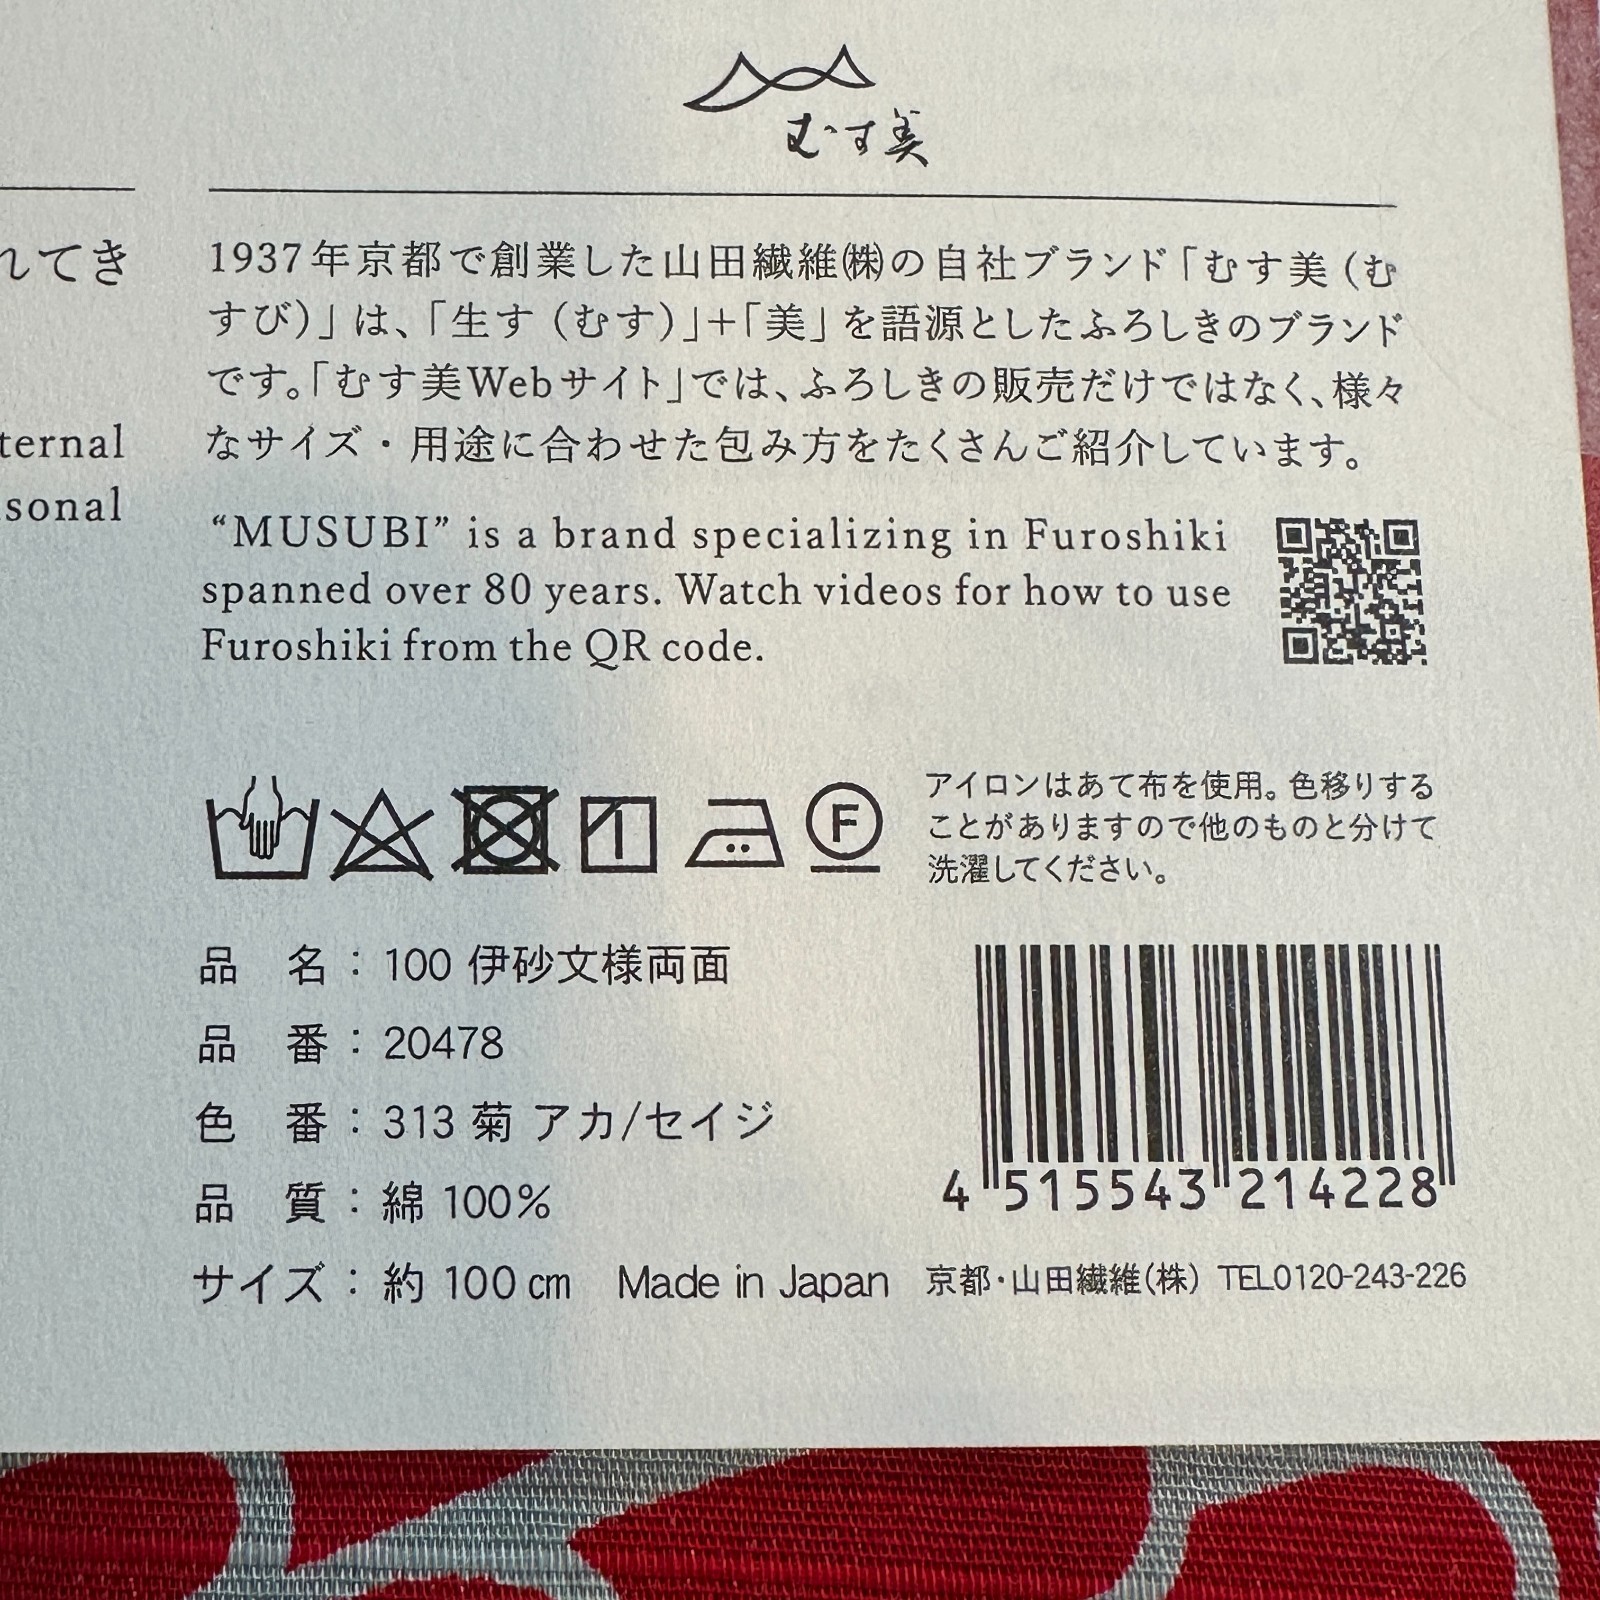 むす美
れてき
ternal
sonal
1937年京都で創業した山田繊維㈱の自社ブランド「むす美（む
すび）」は、「生す（むす）」+「美」を語源としたふろしきのブランド
です。「むす美Webサイト」では、ふろしきの販売だけではなく、様々
なサイズ・用途に合わせた包み方をたくさんご紹介しています。
“MUSUBI” is a brand specializing in Furoshiki
spanned over 80 years. Watch videos for how to use
Furoshiki from the QR code.
F
アイロンはあて布を使用。色移りする
ことがありますので他のものと分けて
洗濯してください。
品　名：100 伊砂文様両面
品　番：20478
色　番：313 菊 アカ/セイジ
品　質：綿 100%
サイズ：約 100㎝　Made in Japan
4 515543 214228
京都・山田繊維(株) TEL0120-243-226